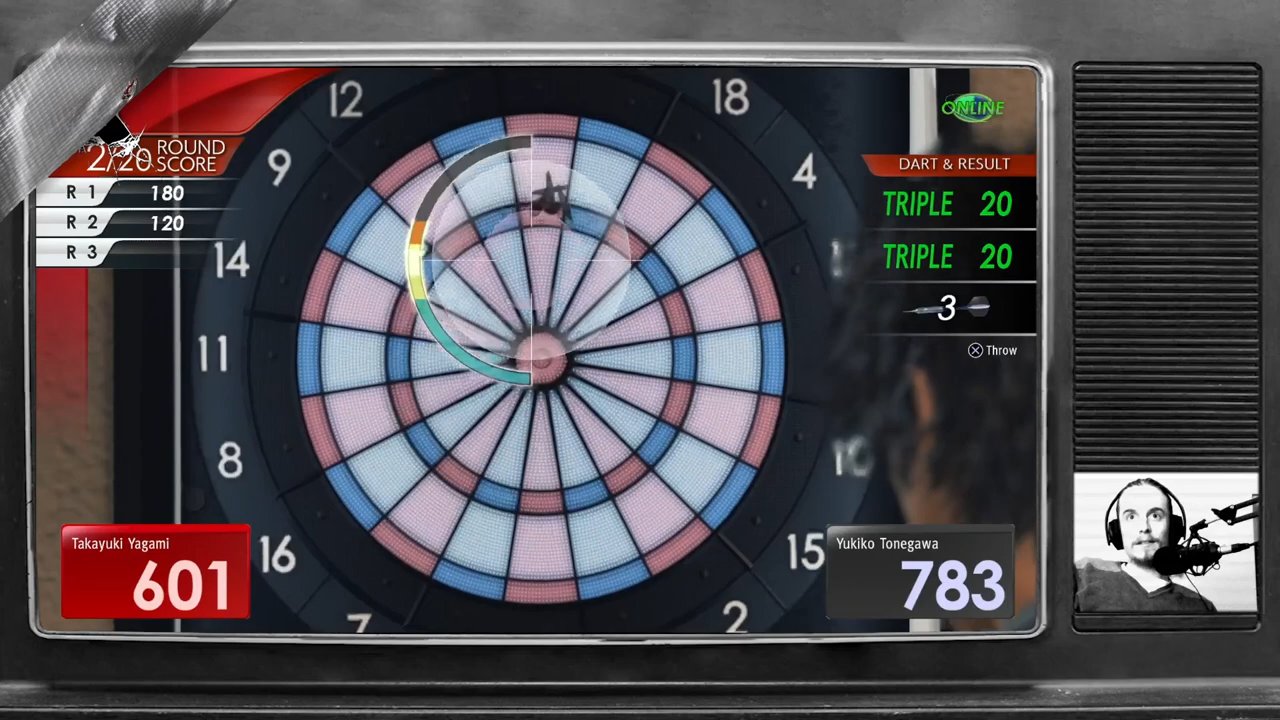 12
18
ONLINE
2/20 ROUND SCORE
9
4
DART & RESULT
R 1 180
TRIPLE 20
R 2 120
R 3
14
TRIPLE 20
3
11
Throw
8
10
Takayuki Yagami
601
16
15
Yukiko Tonegawa
783
7
2